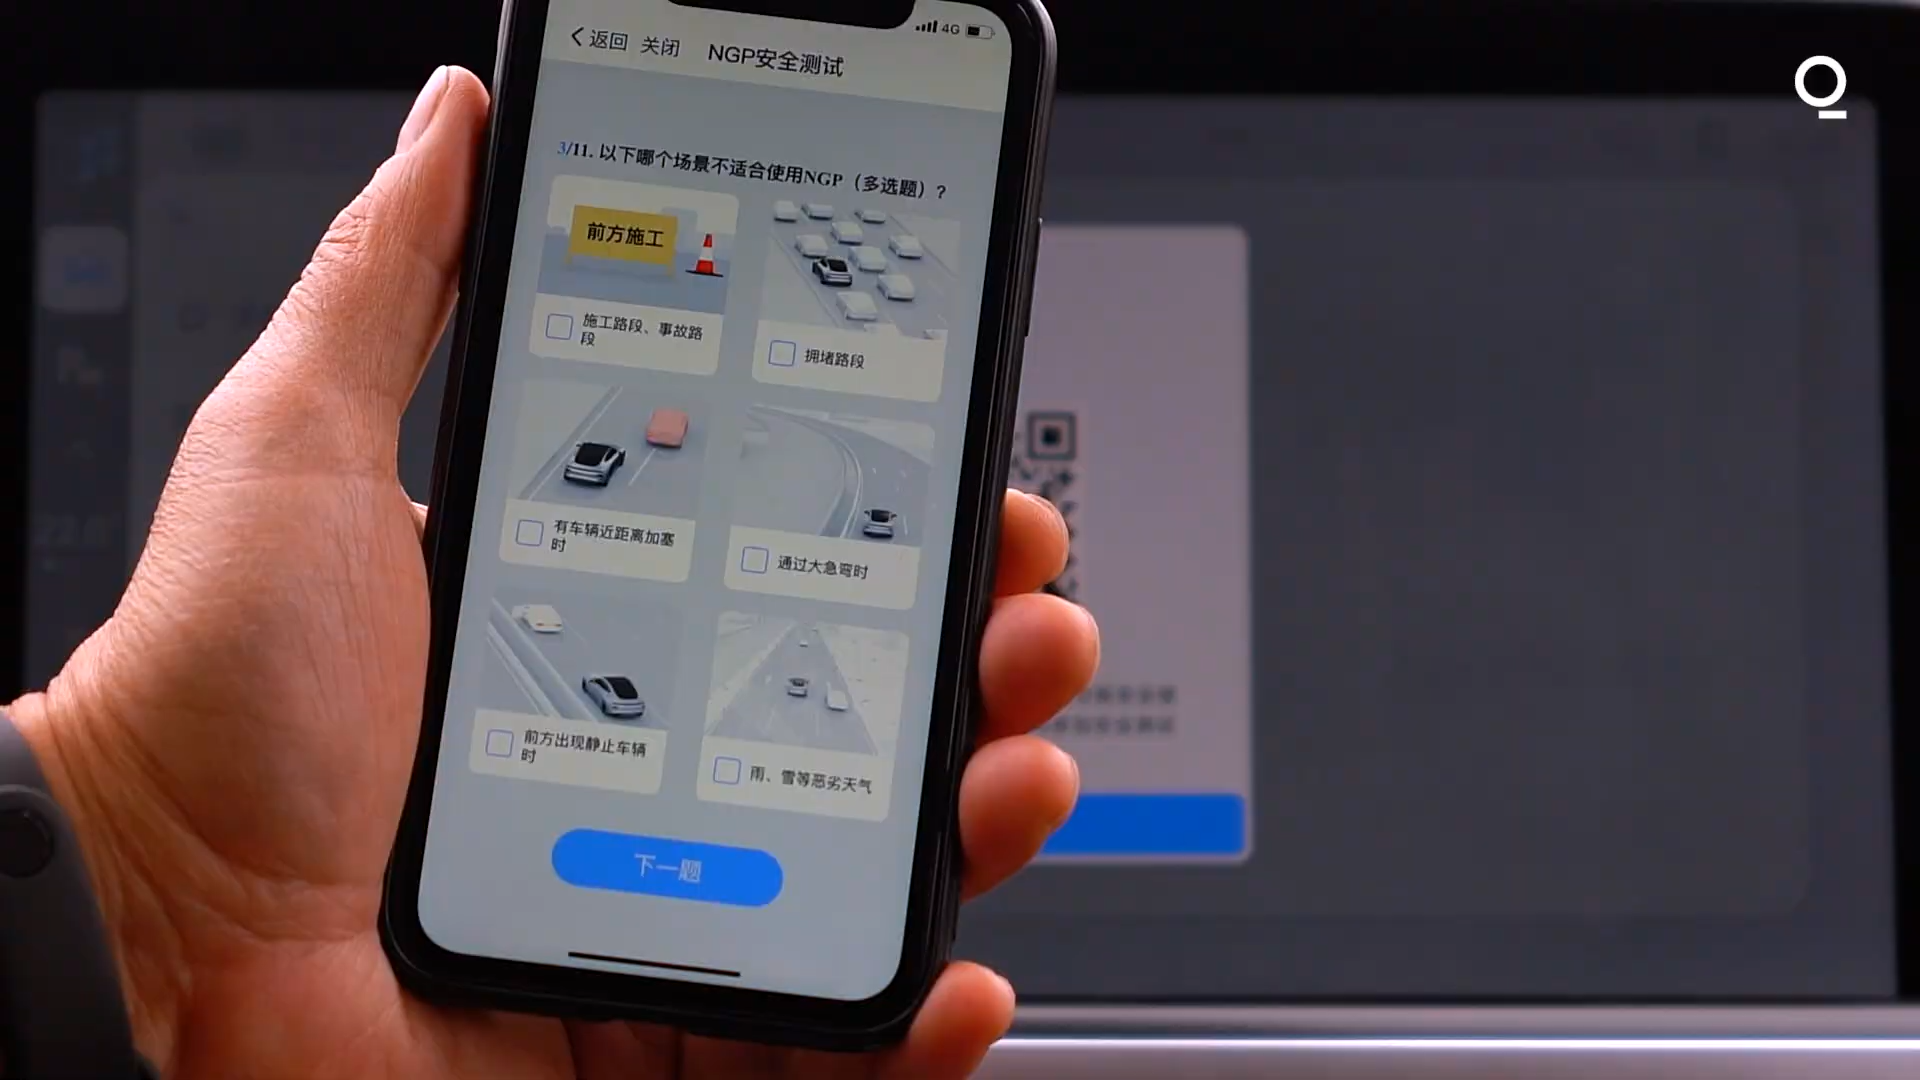 4G
返回 关闭 NGP安全测试
3/11. 以下哪个场景不适合使用NGP（多选题）?
前方施工
施工路段、事故路
段
拥堵路段
有车辆近距离加塞
时
通过大急弯时
前方出现静止车辆
时
雨、雪等恶劣天气
下一题